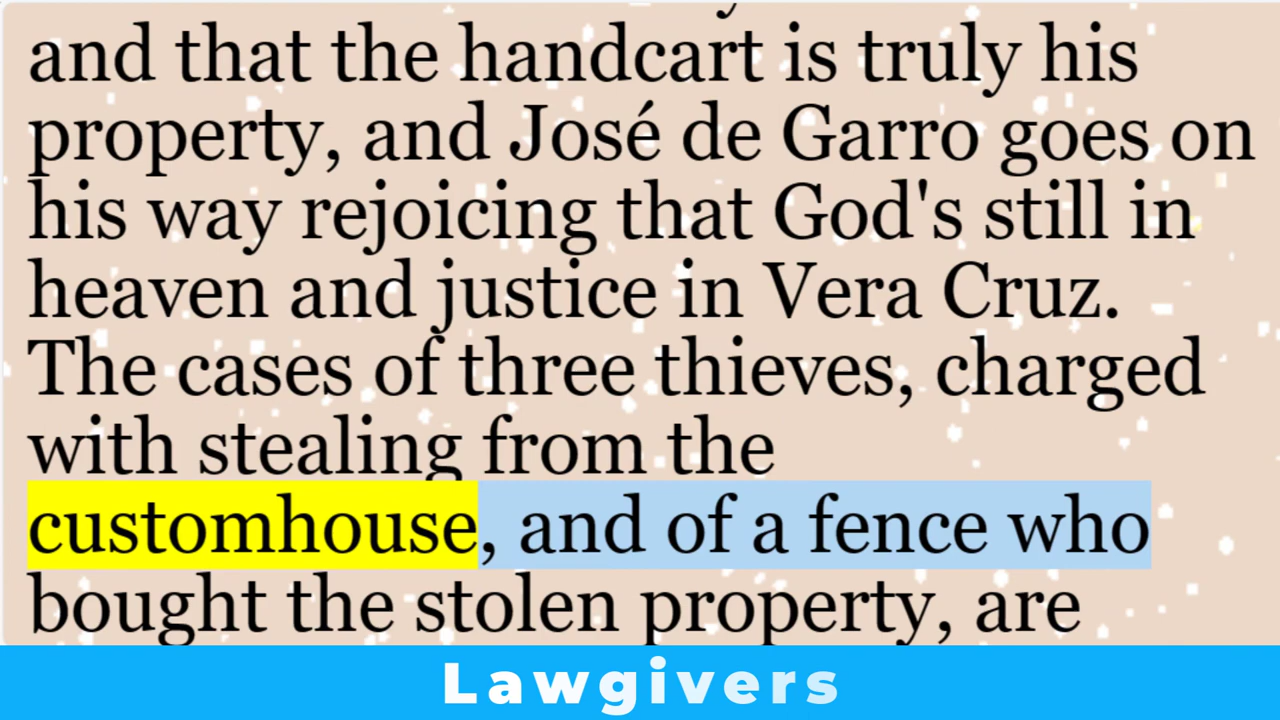 and that the handcart is truly his
property, and José de Garro goes on
his way rejoicing that God's still in
heaven and justice in Vera Cruz.
The cases of three thieves, charged
with stealing from the
customhouse, and of a fence who
bought the stolen property, are
Lawgivers